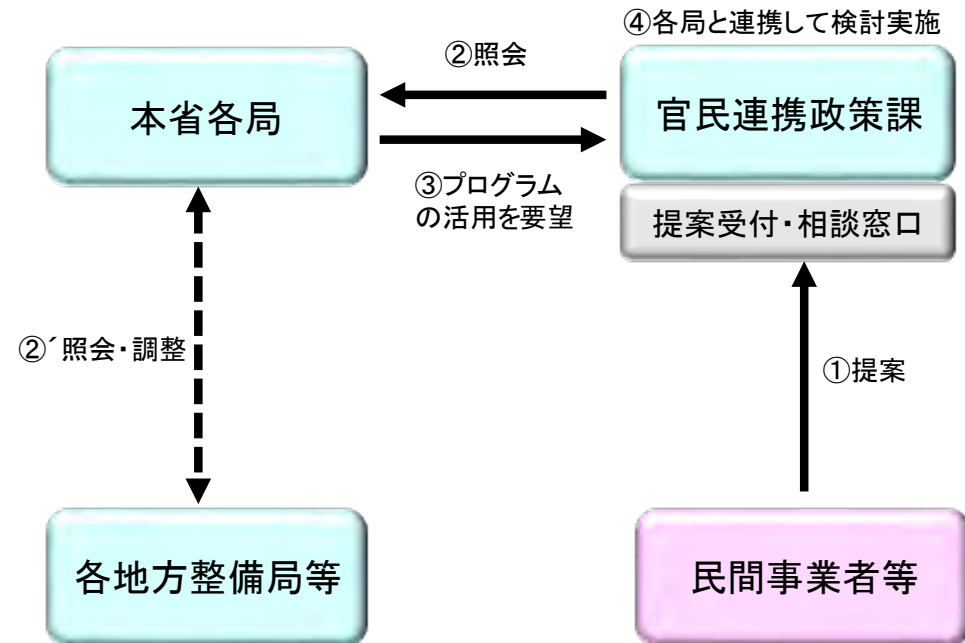 ④各局と連携して検討実施
②照会
本省各局
官民連携政策課
③プログラム
の活用を要望
提案受付・相談窓口
②´照会・調整
①提案
各地方整備局等
民間事業者等